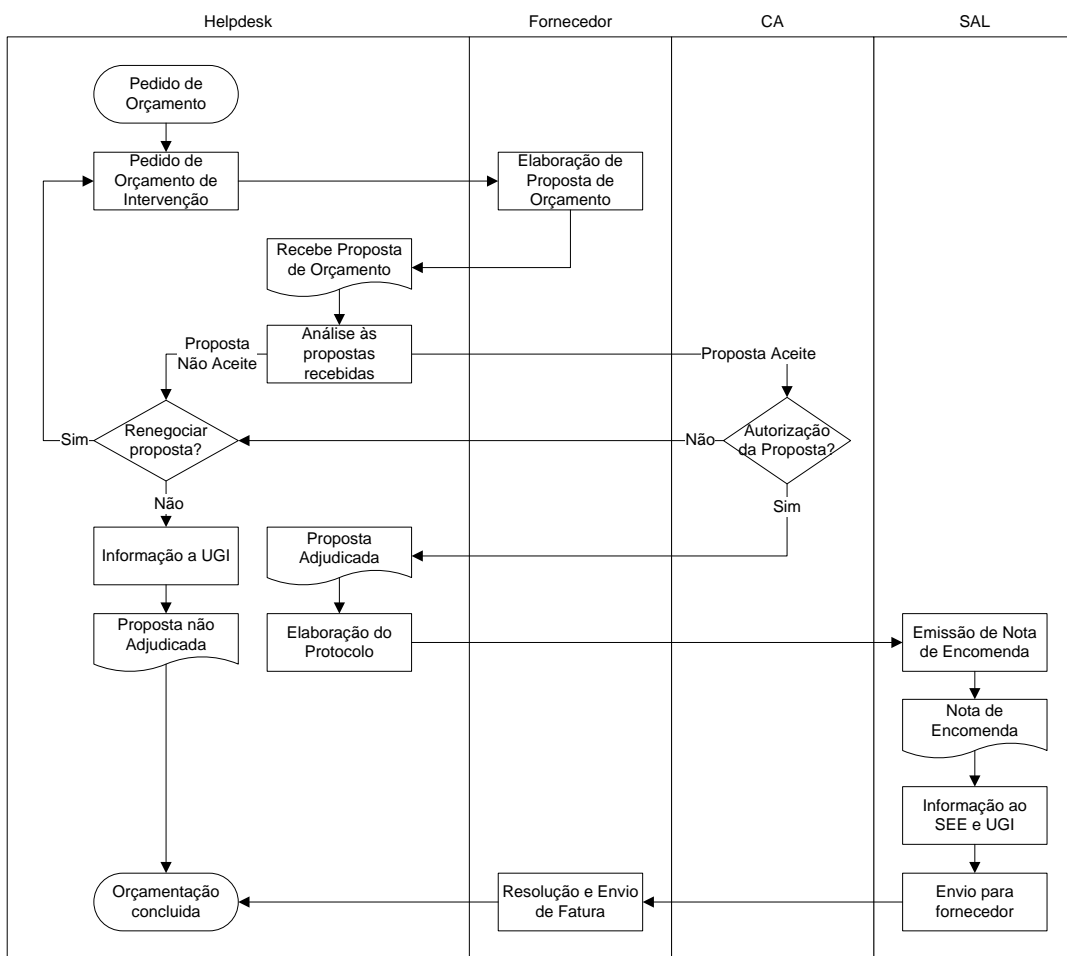 Helpdesk
Fornecedor
CA
SAL
Pedido de
Orçamento
Pedido de
Orçamento de
Intervenção
Elaboração de
Proposta de
Orçamento
Recebe Proposta
de Orçamento
Análise às
propostas
recebidas
Proposta
Não Aceite
Proposta Aceite
Renegociar
proposta?
Sim
Não
Autorização
da Proposta?
Não
Sim
Informação a UGI
Proposta
Adjudicada
Proposta não
Adjudicada
Elaboração do
Protocolo
Emissão de Nota
de Encomenda
Nota de
Encomenda
Informação ao
SEE e UGI
Orçamentação
concluida
Resolução e Envio
de Fatura
Envio para
fornecedor